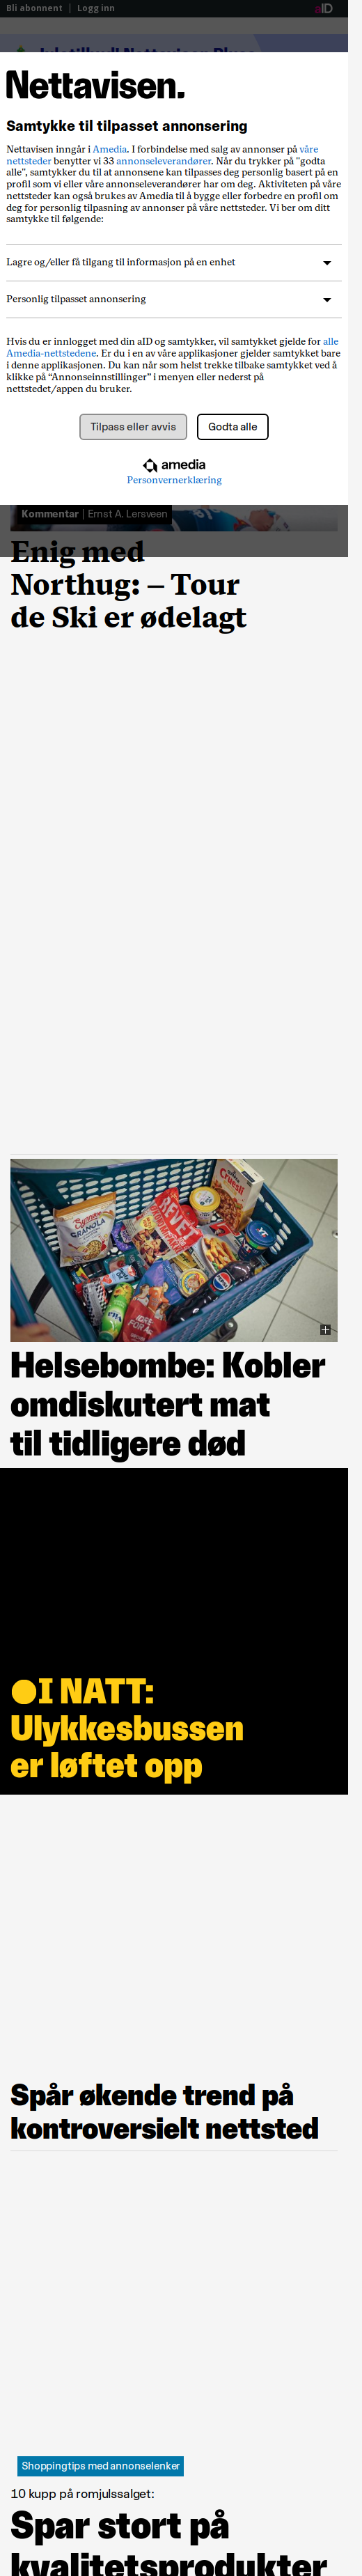 Bli abonnent | Logg inn
aID
Nettavisen.
Samtykke til tilpasset annonsering
Nettavisen inngår i Amedia. I forbindelse med salg av annonser på våre
nettsteder benytter vi 33 annonseleverandører. Når du trykker på "godta
alle", samtykker du til at annonsene kan tilpasses deg personlig basert på en
profil som vi eller våre annonseleverandører har om deg. Aktiviteten på våre
nettsteder kan også brukes av Amedia til å bygge eller forbedre en profil om
deg for personlig tilpasning av annonser på våre nettsteder. Vi ber om ditt
samtykke til følgende:
Lagre og/eller få tilgang til informasjon på en enhet
Personlig tilpasset annonsering
Hvis du er innlogget med din aID og samtykker, vil samtykket gjelde for alle
Amedia-nettstedene. Er du i en av våre applikasjoner gjelder samtykket bare
i denne applikasjonen. Du kan når som helst trekke tilbake samtykket ved å
klikke på “Annonseinnstillinger” i menyen eller nederst på
nettstedet/appen du bruker.
Tilpass eller avvis
Godta alle
amedia
Personvernerklæring
Kommentar | Ernst A. Lersveen
Enig med
Northug: – Tour
de Ski er ødelagt
GRANOLA
Cruesli
Helsebombe: Kobler
omdiskutert mat
til tidligere død
I NATT:
Ulykkesbussen
er løftet opp
Spår økende trend på
kontroversielt nettsted
Shoppingtips med annonselenker
10 kupp på romjulssalget:
Spar stort på
kvalitetsprodukter